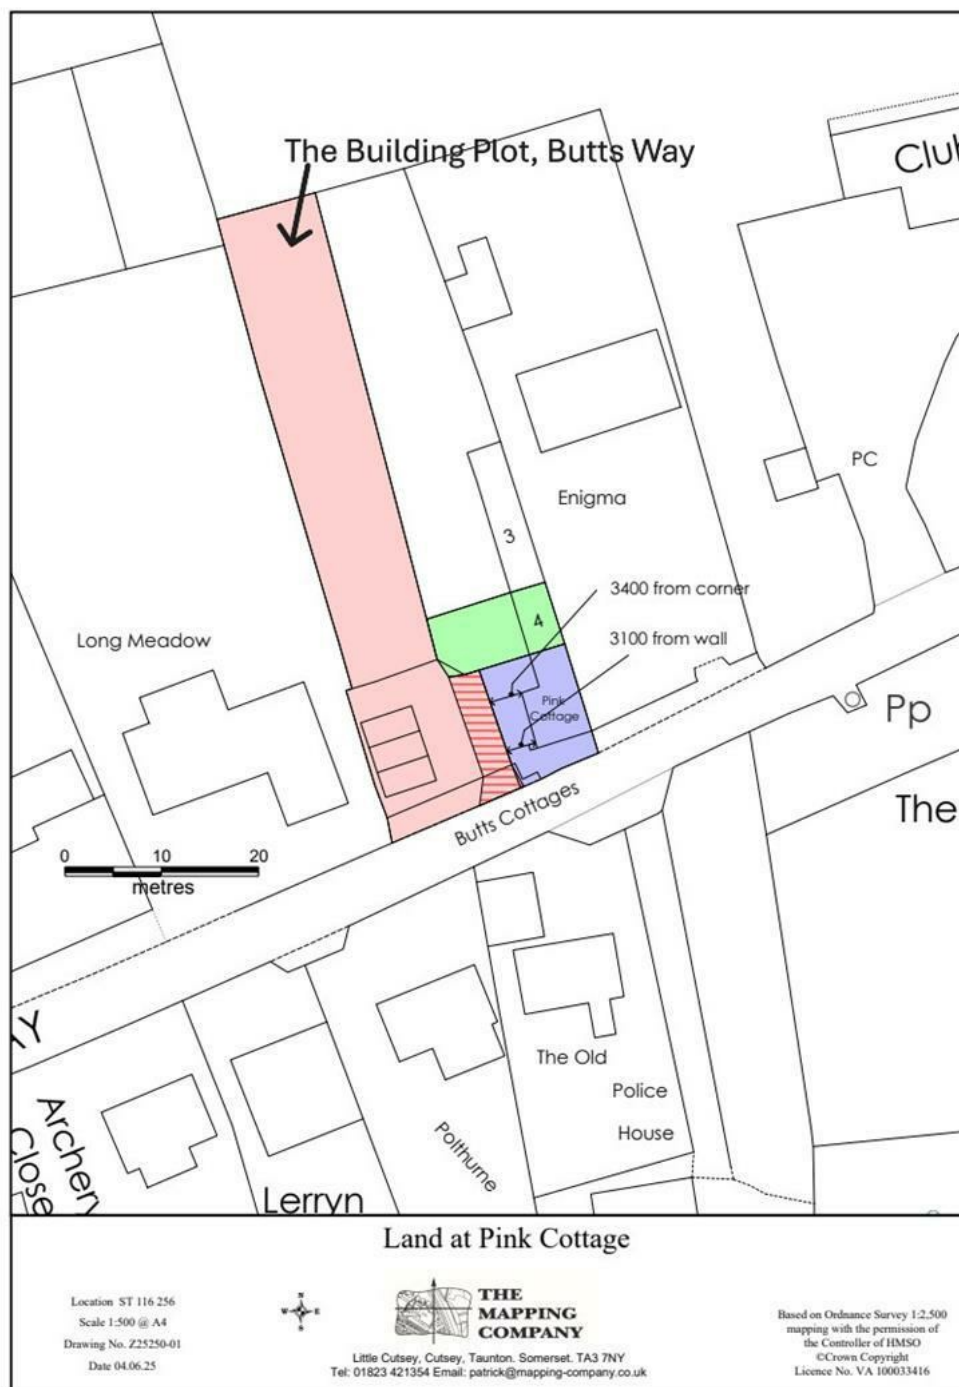 The Building Plot, Butts Way
Club
PC
Enigma
3
3400 from corner
4
3100 from wall
Long Meadow
Pink
Cottage
Pp
Butts Cottages
The
0 10 20
metres
AY
The Old
Police
House
Polthurne
Archery
Close
Lerryn
Land at Pink Cottage
Location ST 116 256
Scale 1:500 @ A4
Drawing No. Z25250-01
Date 04.06.25
N
W E
S
THE
MAPPING
COMPANY
Little Cutsey, Cutsey, Taunton. Somerset. TA3 7NY
Tel: 01823 421354 Email: patrick@mapping-company.co.uk
Based on Ordnance Survey 1:2,500
mapping with the permission of
the Controller of HMSO
©Crown Copyright
Licence No. VA 100033416